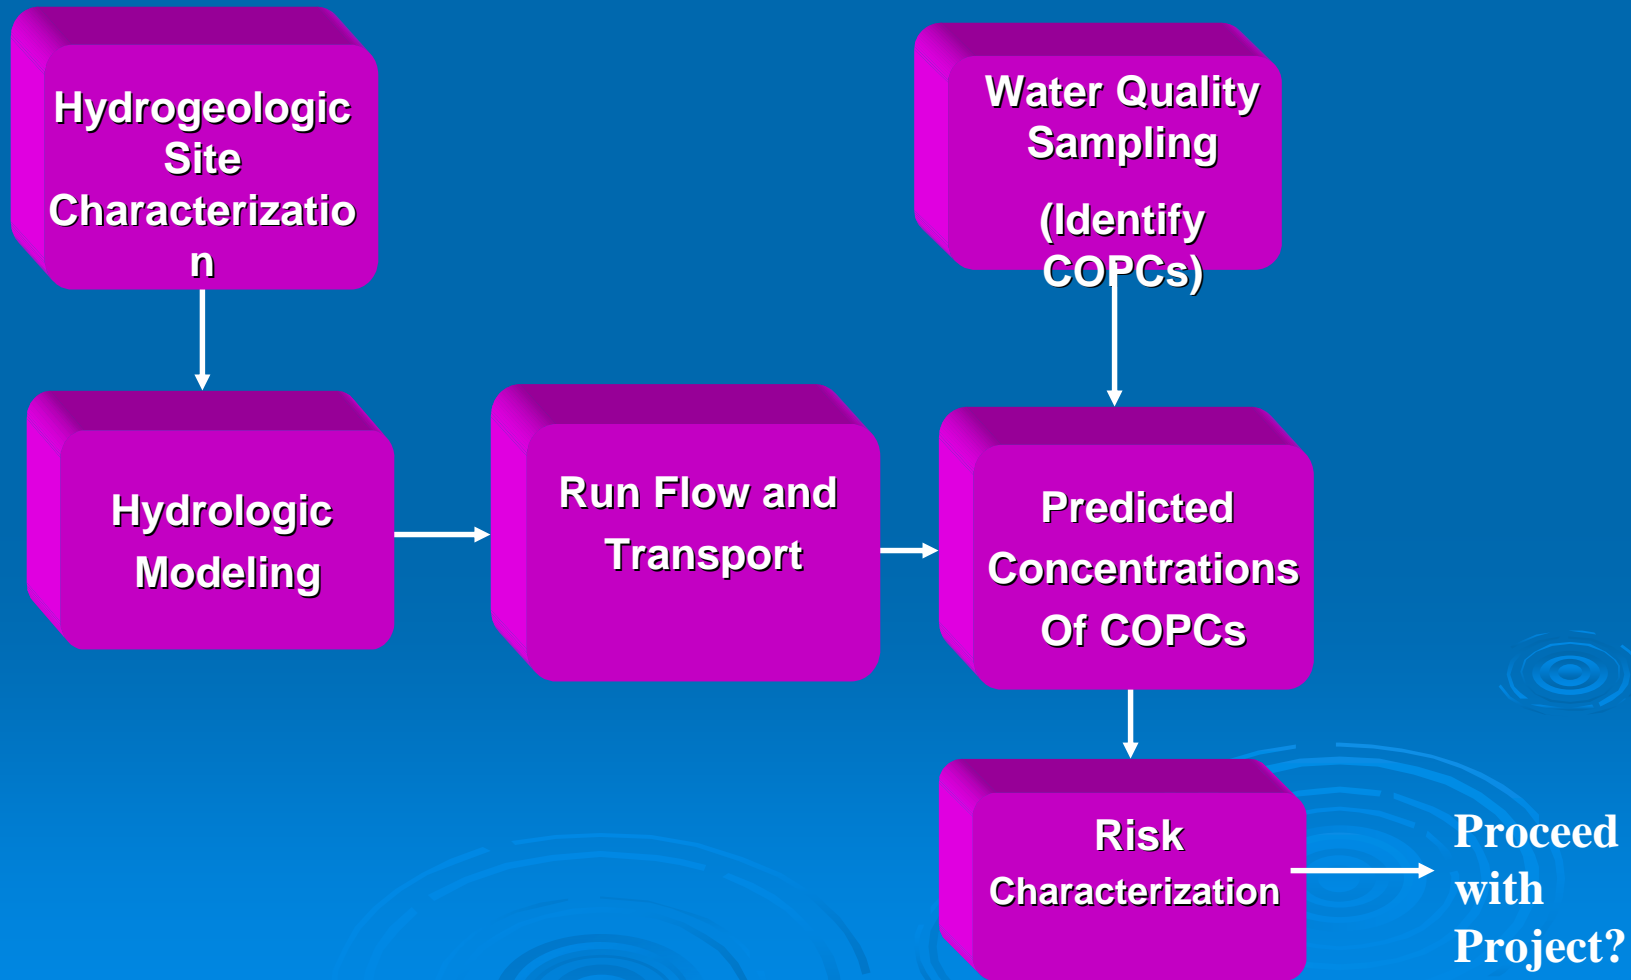 Hydrogeologic
Site
Characterizatio
n
Water Quality
Sampling
(Identify
COPCs)
Hydrologic
Modeling
Run Flow and
Transport
Predicted
Concentrations
Of COPCs
Risk
Characterization
Proceed
with
Project?